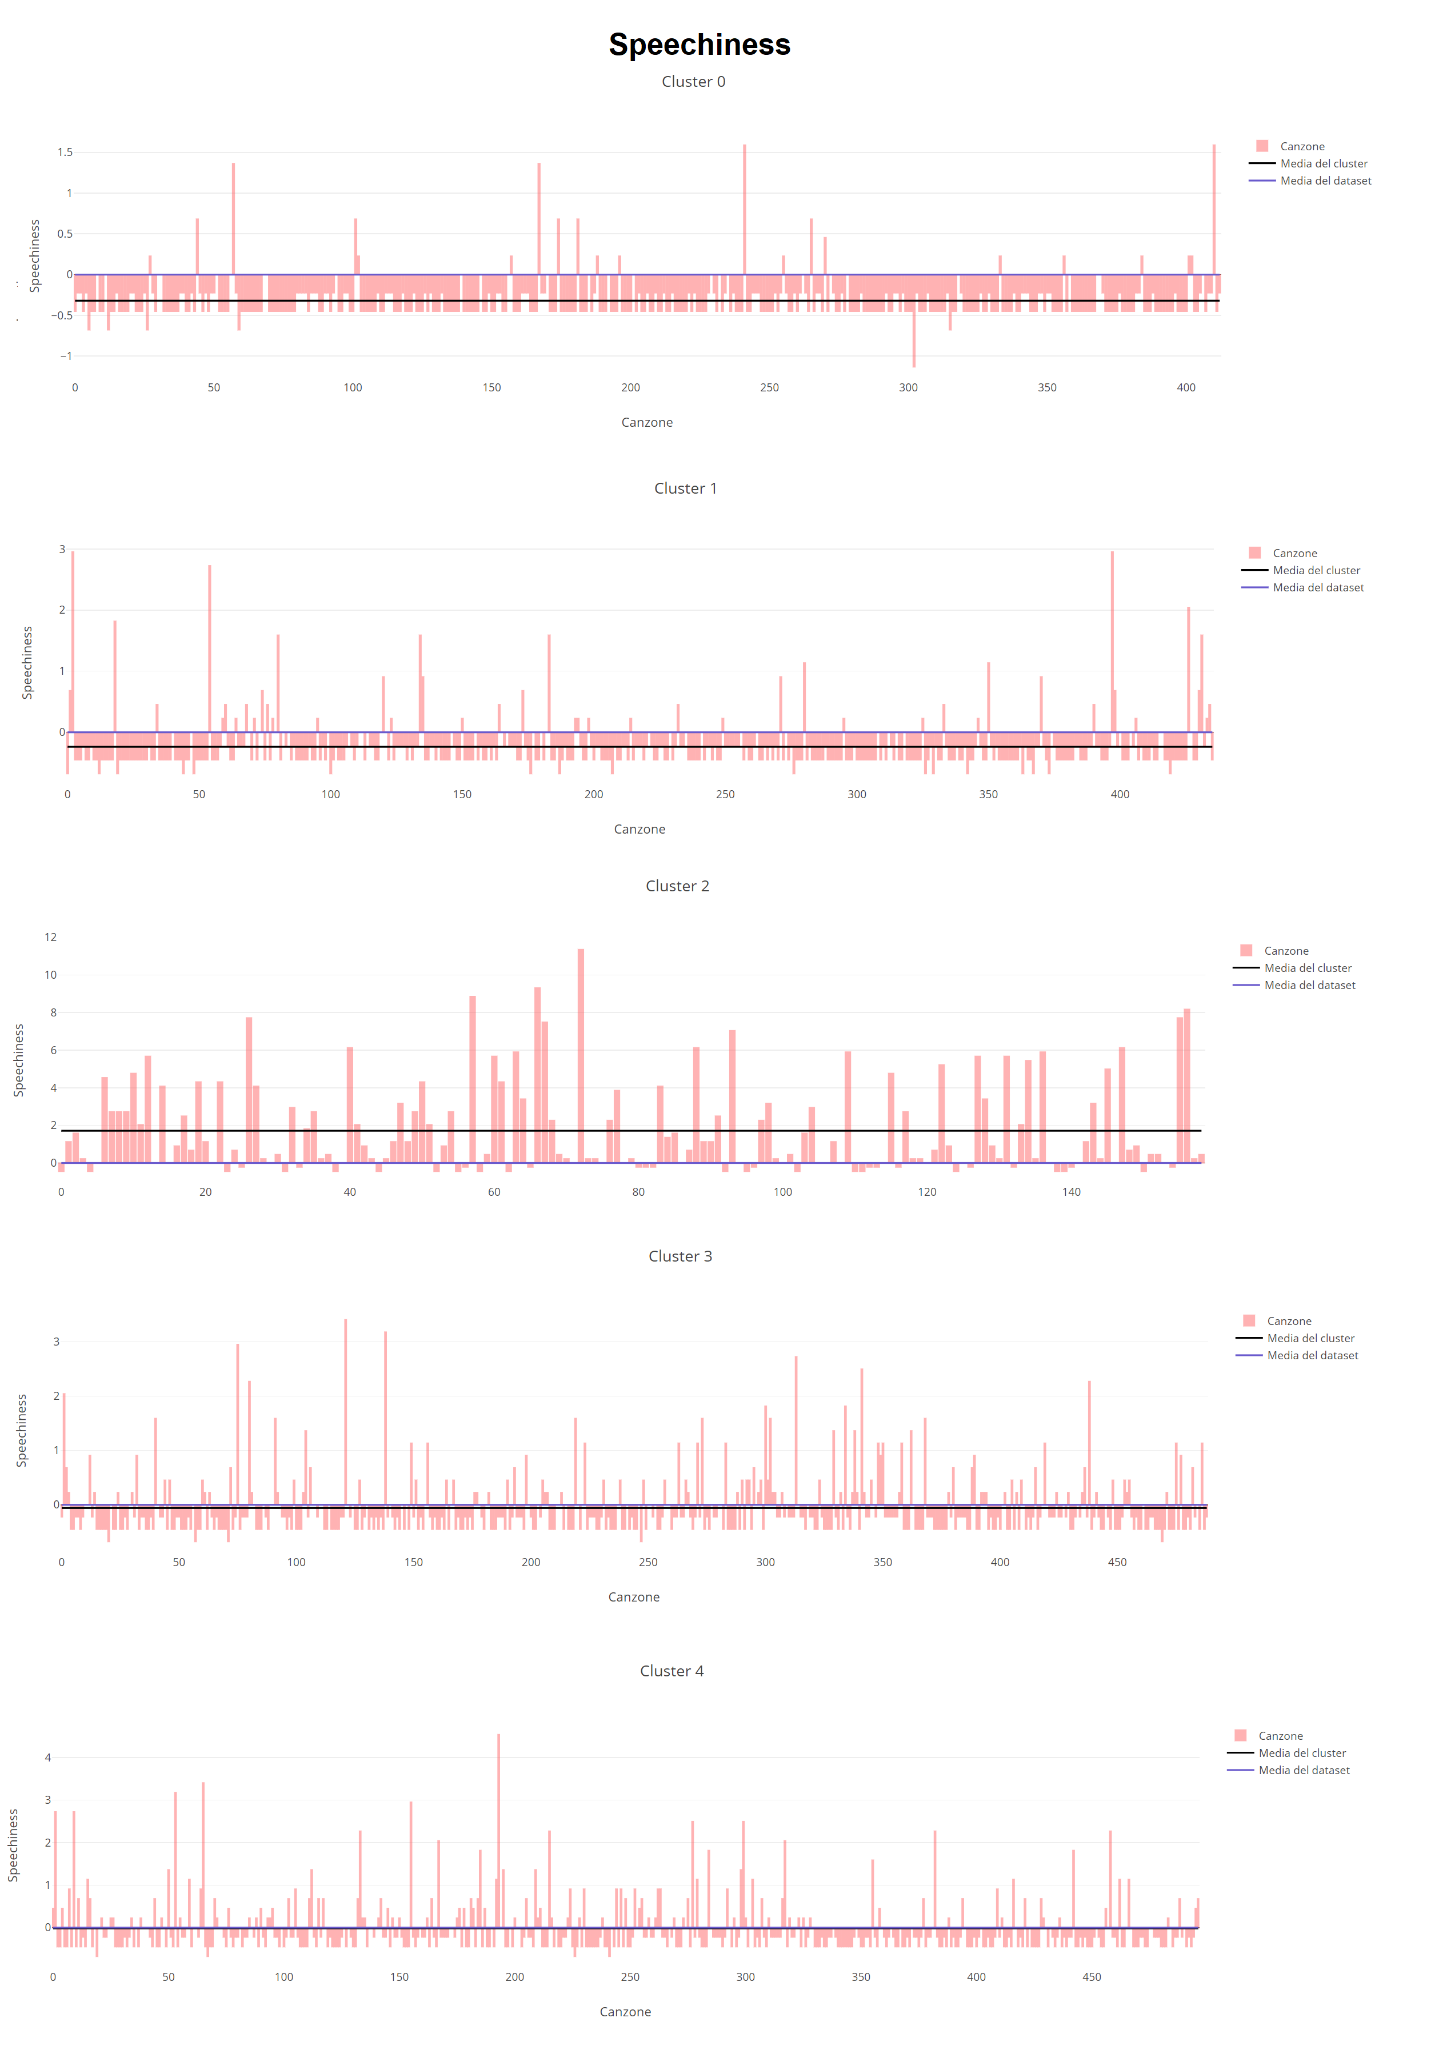 Speechiness
Cluster 0
Canzone
Media del cluster
Media del dataset
Speechiness
1.5
1
0.5
0
−0.5
−1
0 50 100 150 200 250 300 350 400
Canzone
Cluster 1
Canzone
Media del cluster
Media del dataset
Speechiness
3
2
1
0
0 50 100 150 200 250 300 350 400
Canzone
Cluster 2
Canzone
Media del cluster
Media del dataset
Speechiness
12
10
8
6
4
2
0
0 20 40 60 80 100 120 140
Cluster 3
Canzone
Media del cluster
Media del dataset
Speechiness
3
2
1
0
0 50 100 150 200 250 300 350 400 450
Canzone
Cluster 4
Canzone
Media del cluster
Media del dataset
Speechiness
4
3
2
1
0
0 50 100 150 200 250 300 350 400 450
Canzone